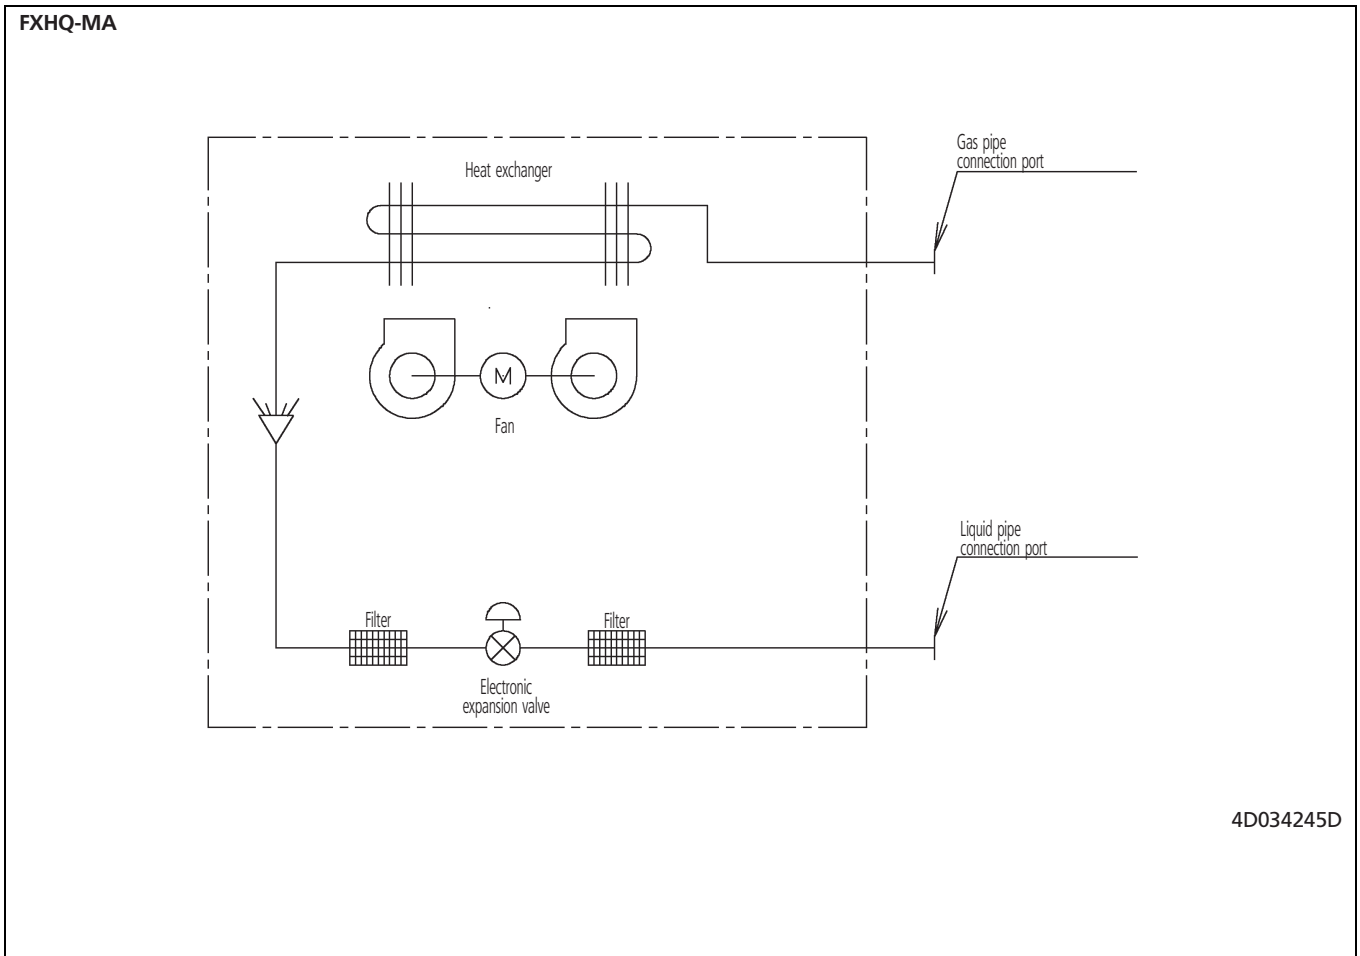 FXHQ-MA
Gas pipe
connection port
Heat exchanger
M
Fan
Liquid pipe
connection port
Filter
Filter
Electronic
expansion valve
4D034245D